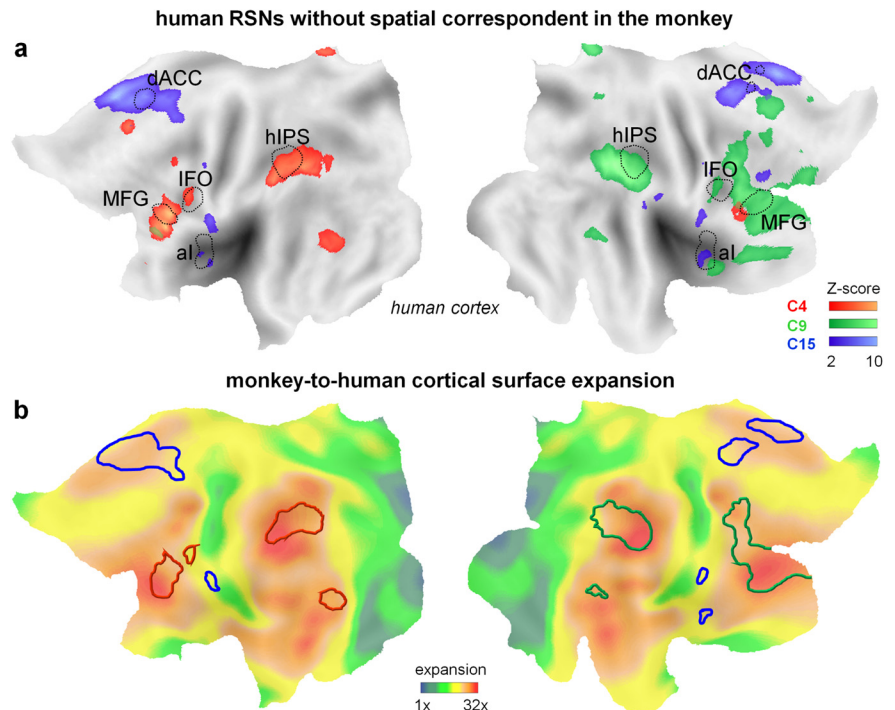 human RSNs without spatial correspondent in the monkey
a
dACC
dACC
hIPS
hIPS
IFO
IFO
MFG
MFG
aI
aI
human cortex
Z-score
C4
C9
C15
2 10
monkey-to-human cortical surface expansion
b
expansion
1x 32x